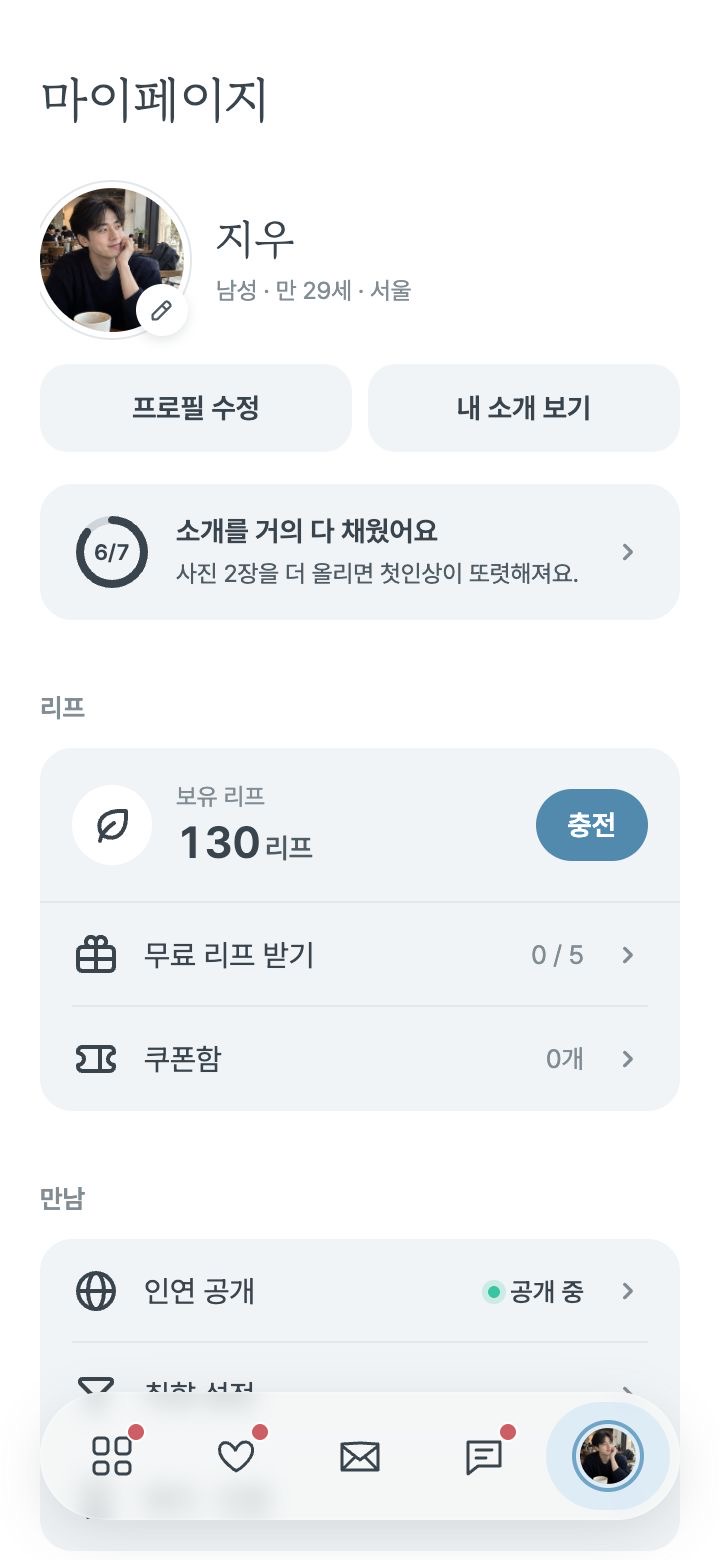 마이페이지
지우
남성 · 만 29세 · 서울
프로필 수정
내 소개 보기
6/7
소개를 거의 다 채웠어요
사진 2장을 더 올리면 첫인상이 또렷해져요.
리프
보유 리프
130 리프
충전
무료 리프 받기
0 / 5
쿠폰함
0개
만남
인연 공개
공개 중